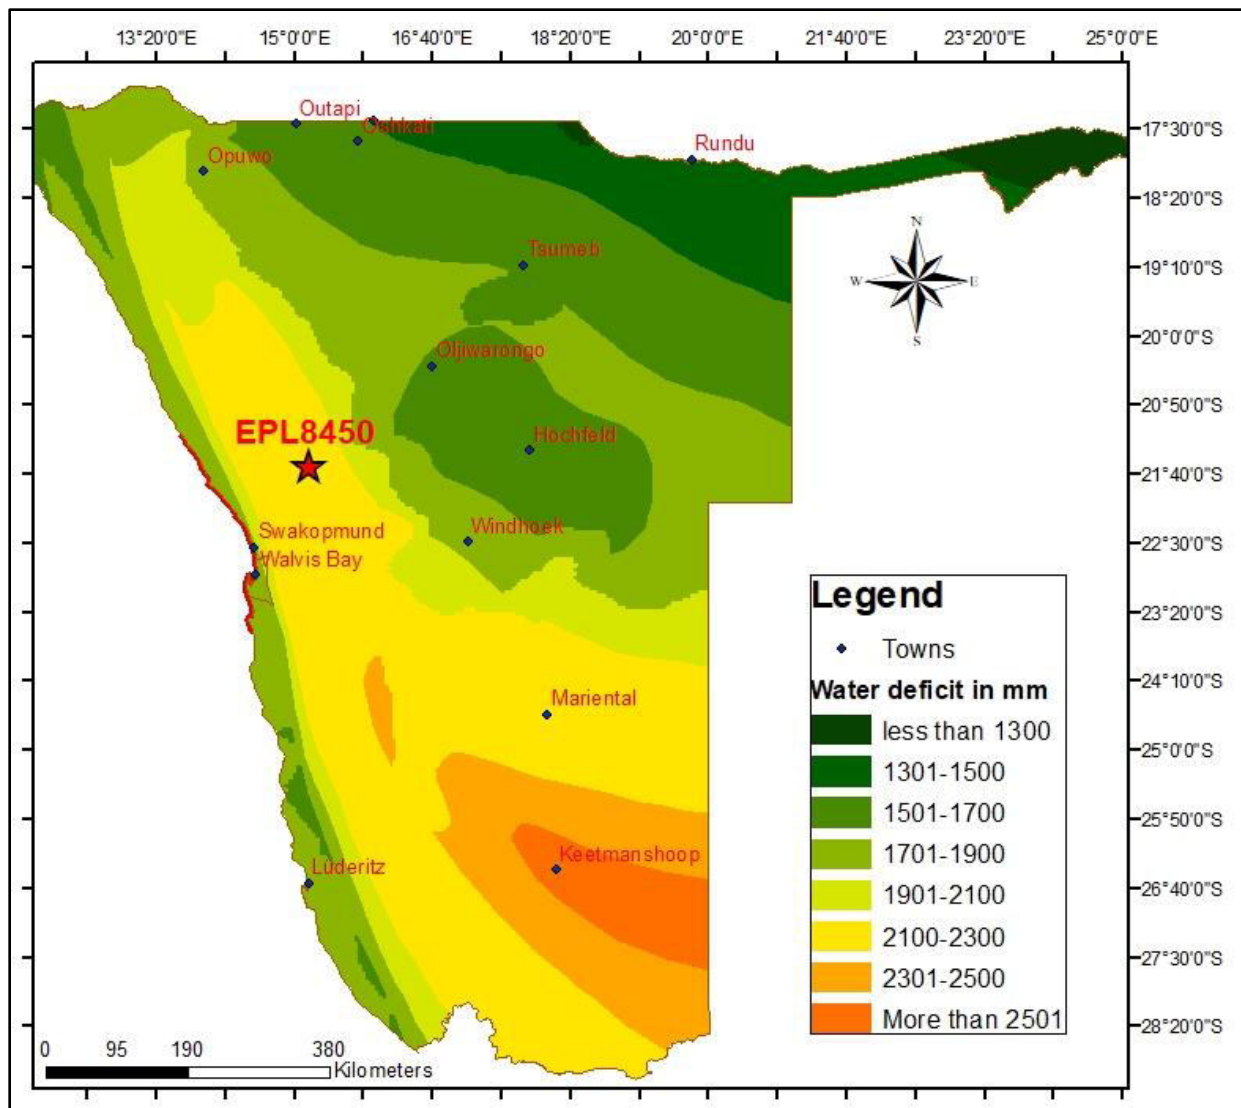 13°20'0"E 15°0'0"E 16°40'0"E 18°20'0"E 20°0'0"E 21°40'0"E 23°20'0"E 25°0'0"E
Outapi
Oshkati
Opuwo
Rundu
17°30'0"S
18°20'0"S
Tsumeb
N
W E
S
19°10'0"S
20°0'0"S
Otjiwarongo
20°50'0"S
EPL8450
Hochfeld
21°40'0"S
Swakopmund
Windhoek
22°30'0"S
Walvis Bay
23°20'0"S
24°10'0"S
Mariental
25°0'0"S
25°50'0"S
Keetmanshoop
Lüderitz
26°40'0"S
27°30'0"S
28°20'0"S
Legend
Towns
Water deficit in mm
less than 1300
1301-1500
1501-1700
1701-1900
1901-2100
2100-2300
2301-2500
More than 2501
0 95 190 380
Kilometers